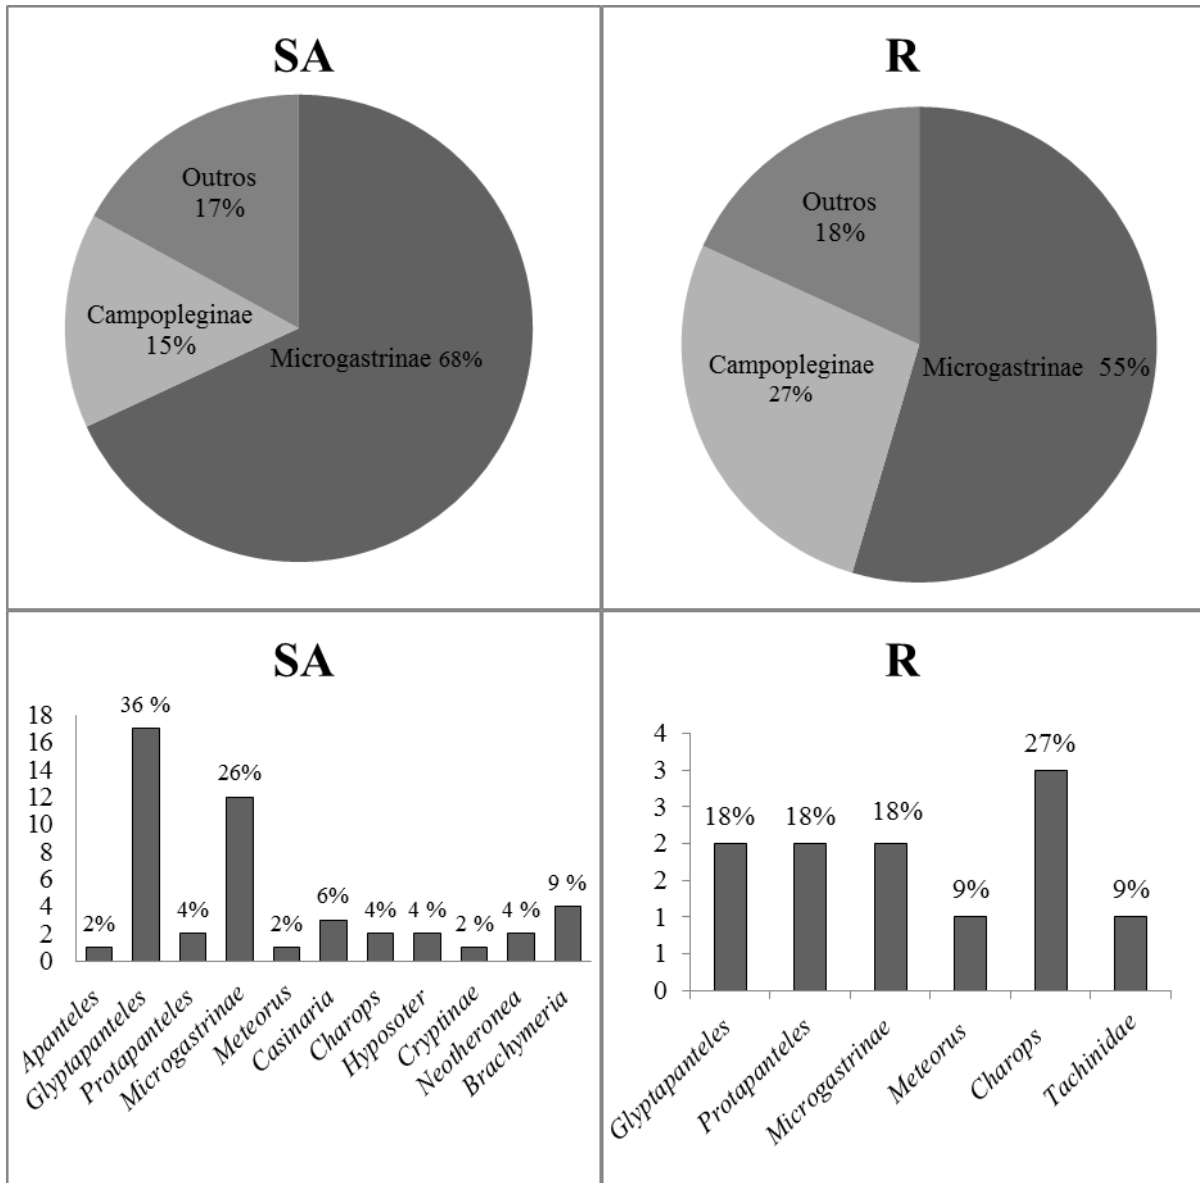 SA
Outros
17%
Campopleginae
15%
Microgastrinae 68%
R
Outros
18%
Campopleginae
27%
Microgastrinae 55%
SA
18
16
14
12
10
8
6
4
2
0
2%
36 %
4%
26%
2%
6%
4%
4 %
2 %
4 %
9 %
Apanteles
Glyptapanteles
Protapanteles
Microgastrinae
Meteorus
Casinaria
Charops
Hyposoter
Cryptinae
Neotheronea
Brachymeria
R
4
3
3
2
2
1
1
0
18%
18%
18%
9%
27%
9%
Glyptapanteles
Protapanteles
Microgastrinae
Meteorus
Charops
Tachinidae